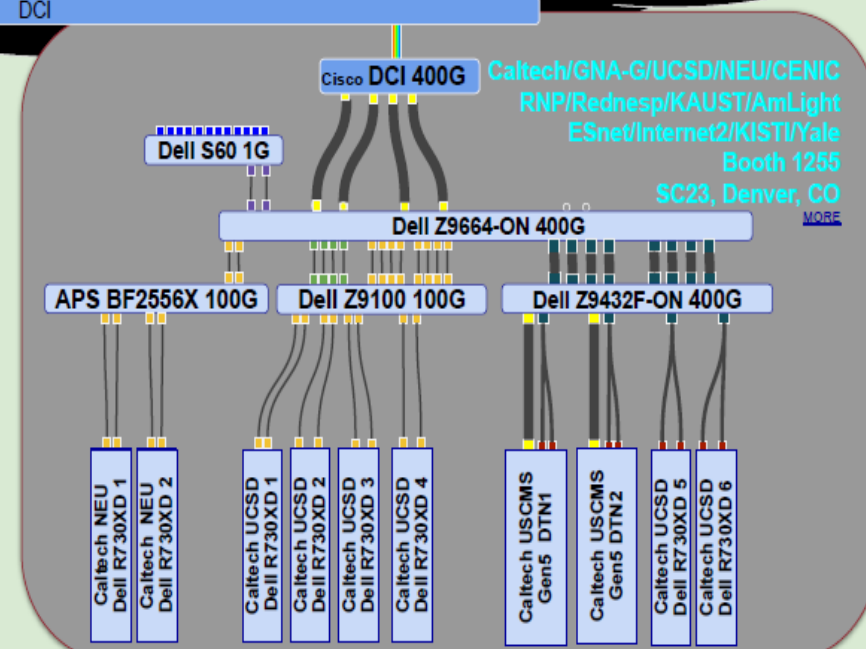 DCI
Cisco DCI 400G
Caltech/GNA-G/UCSD/NEU/CENIC
RNP/Rednesp/KAUST/AmLight
ESnet/Internet2/KISTI/Yale
Booth 1255
SC23, Denver, CO
MORE
Dell S60 1G
Dell Z9664-ON 400G
APS BF2556X 100G
Dell Z9100 100G
Dell Z9432F-ON 400G
Caltech NEU
Dell R730XD 1
Caltech NEU
Dell R730XD 2
Caltech UCSD
Dell R730XD 1
Caltech UCSD
Dell R730XD 2
Caltech UCSD
Dell R730XD 3
Caltech UCSD
Dell R730XD 4
Caltech USCMS
Gen5 DTN1
Caltech USCMS
Gen5 DTN2
Caltech UCSD
Dell R730XD 5
Caltech UCSD
Dell R730XD 6